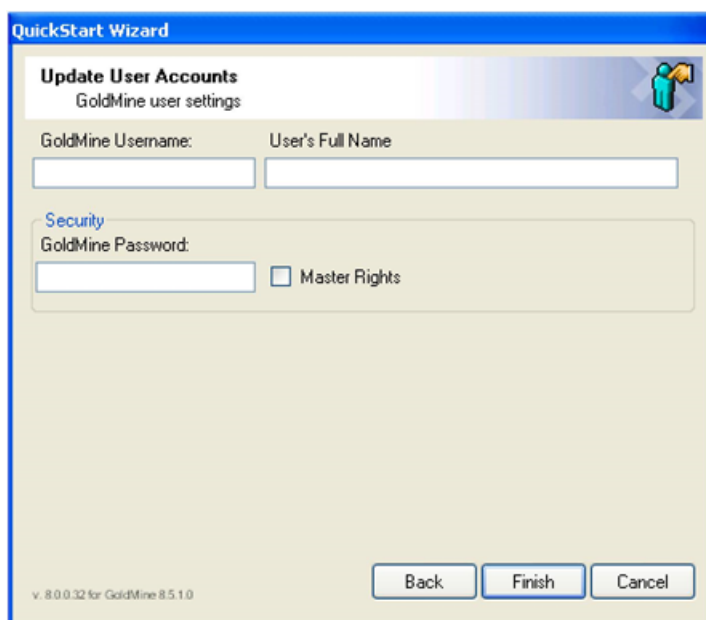 QuickStart Wizard
Update User Accounts
GoldMine user settings
GoldMine Username: User's Full Name
Security
GoldMine Password:
Master Rights
v. 8.0.0.32 for GoldMine 8.5.1.0
Back Finish Cancel